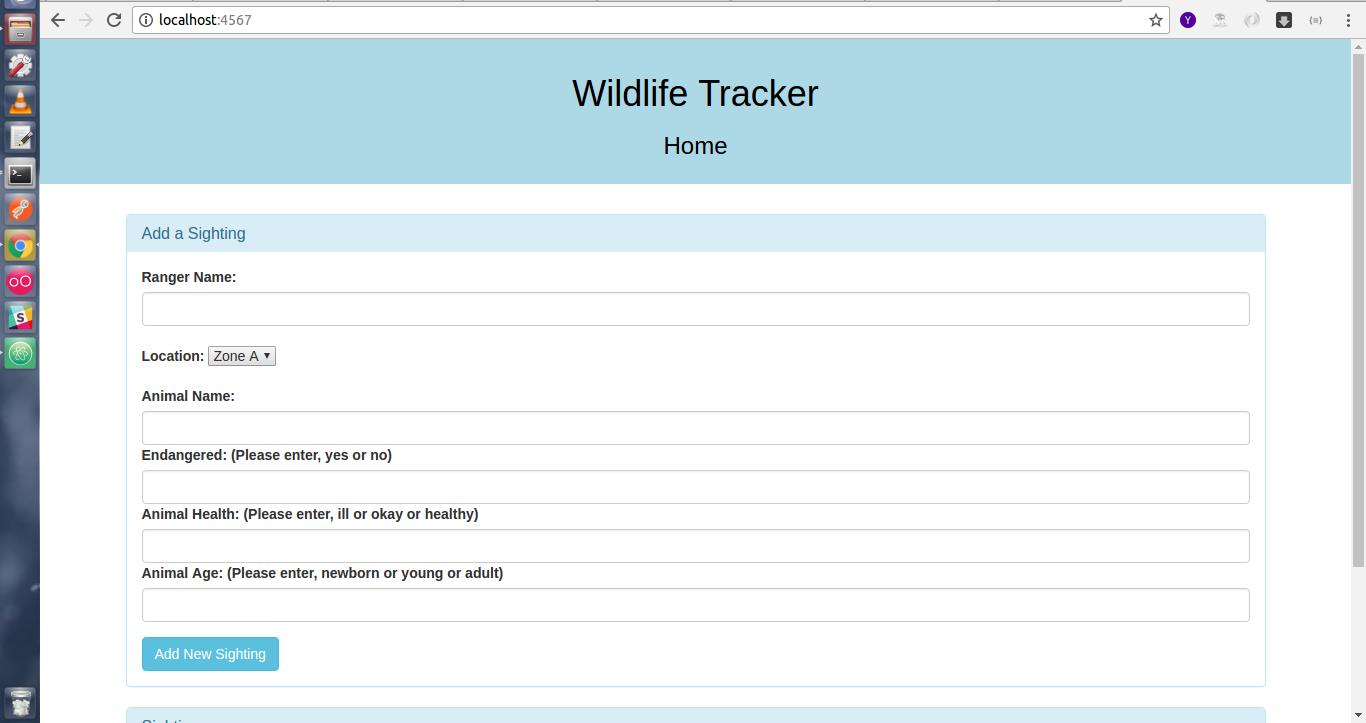 localhost:4567
Wildlife Tracker
Home
Add a Sighting
Ranger Name:
Location: Zone A
Animal Name:
Endangered: (Please enter, yes or no)
Animal Health: (Please enter, ill or okay or healthy)
Animal Age: (Please enter, newborn or young or adult)
Add New Sighting